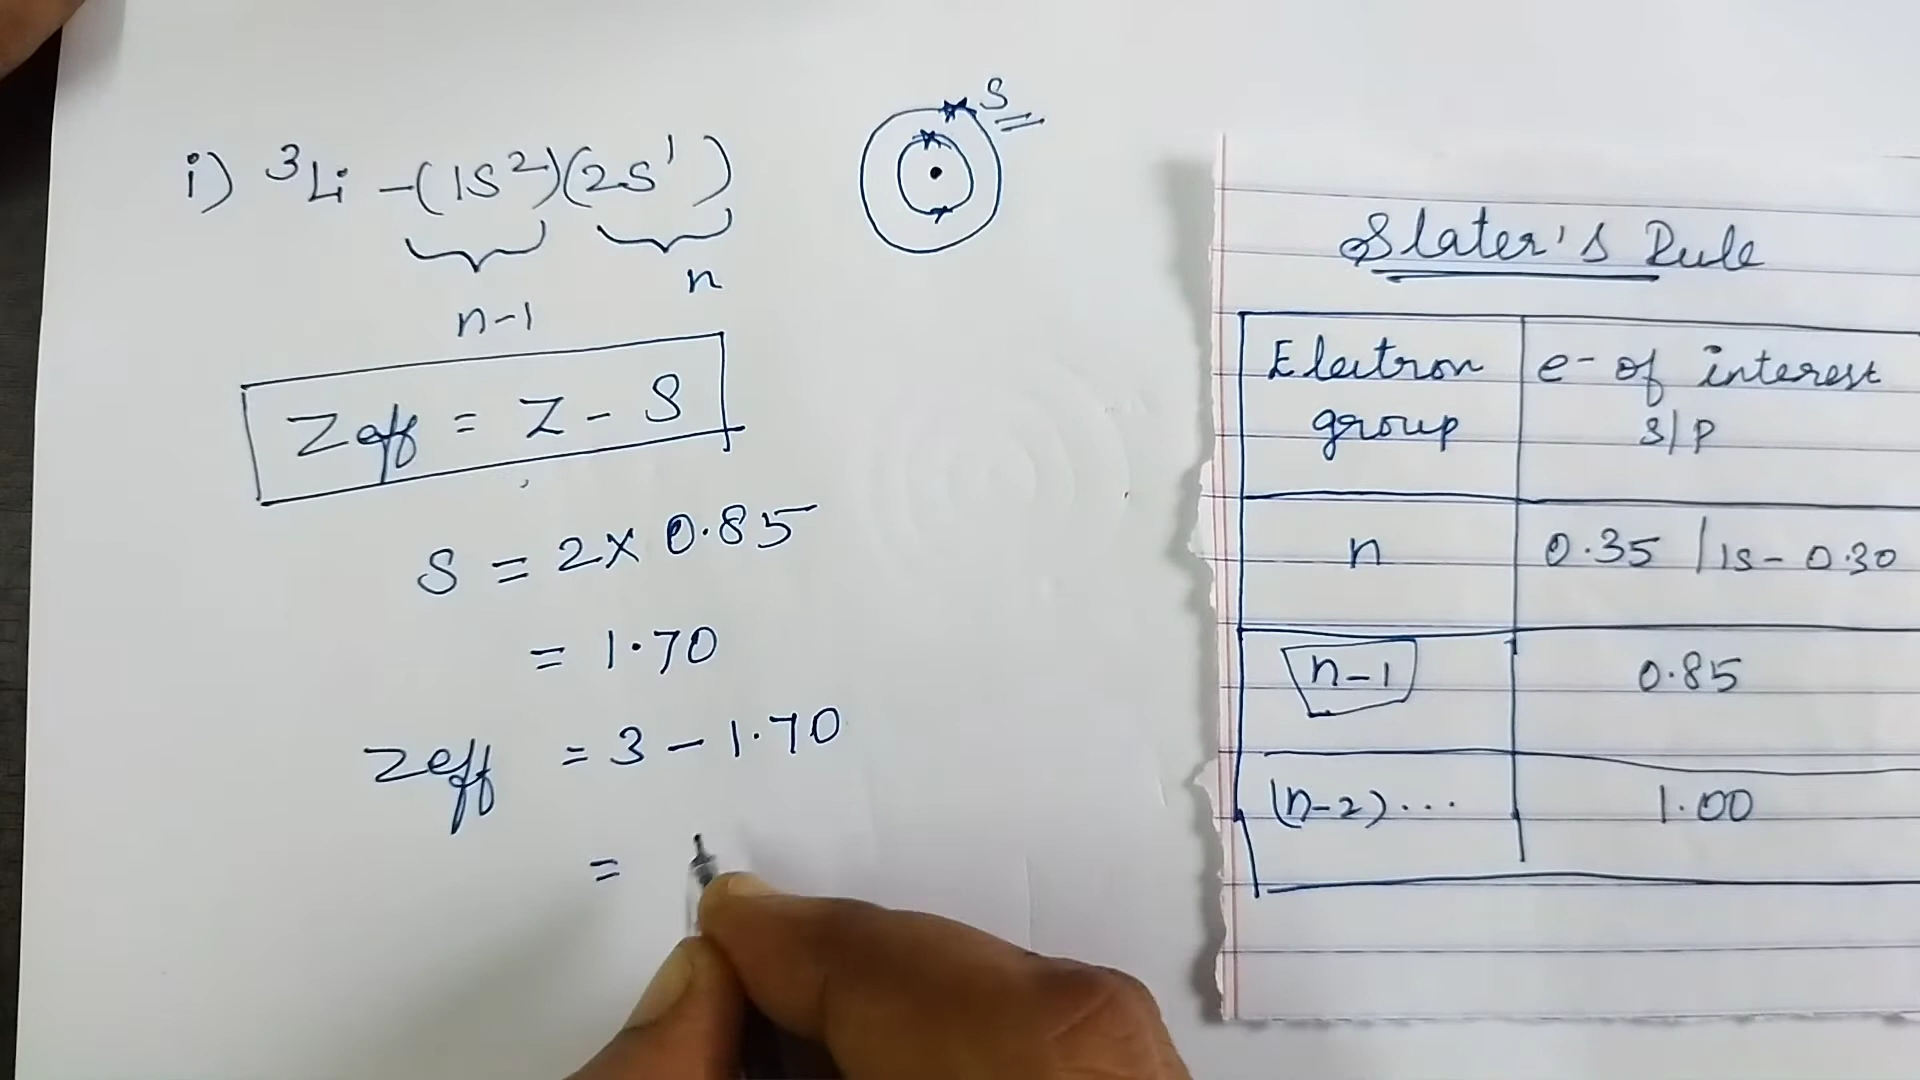 i) ³Li -(1S²)(2S¹)
n-1
n
S
Zeff = Z - S
S = 2 x 0.85
= 1.70
Zeff = 3 - 1.70
=
Slater's Rule
Electron group
e- of interest
s/p
n
0.35 / 1s - 0.30
n-1
0.85
(n-2)...
1.00